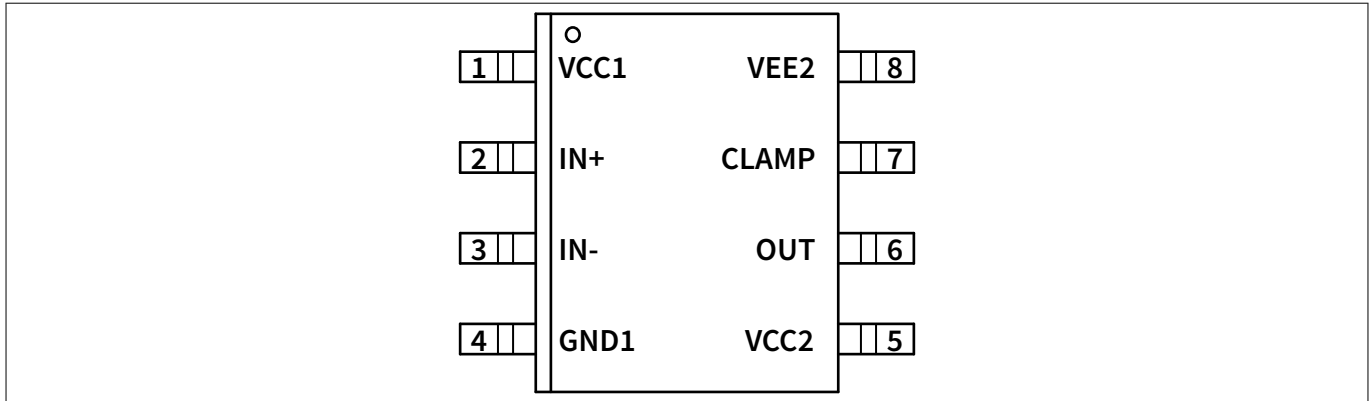 1 VCC1 VEE2 8
2 IN+ CLAMP 7
3 IN- OUT 6
4 GND1 VCC2 5